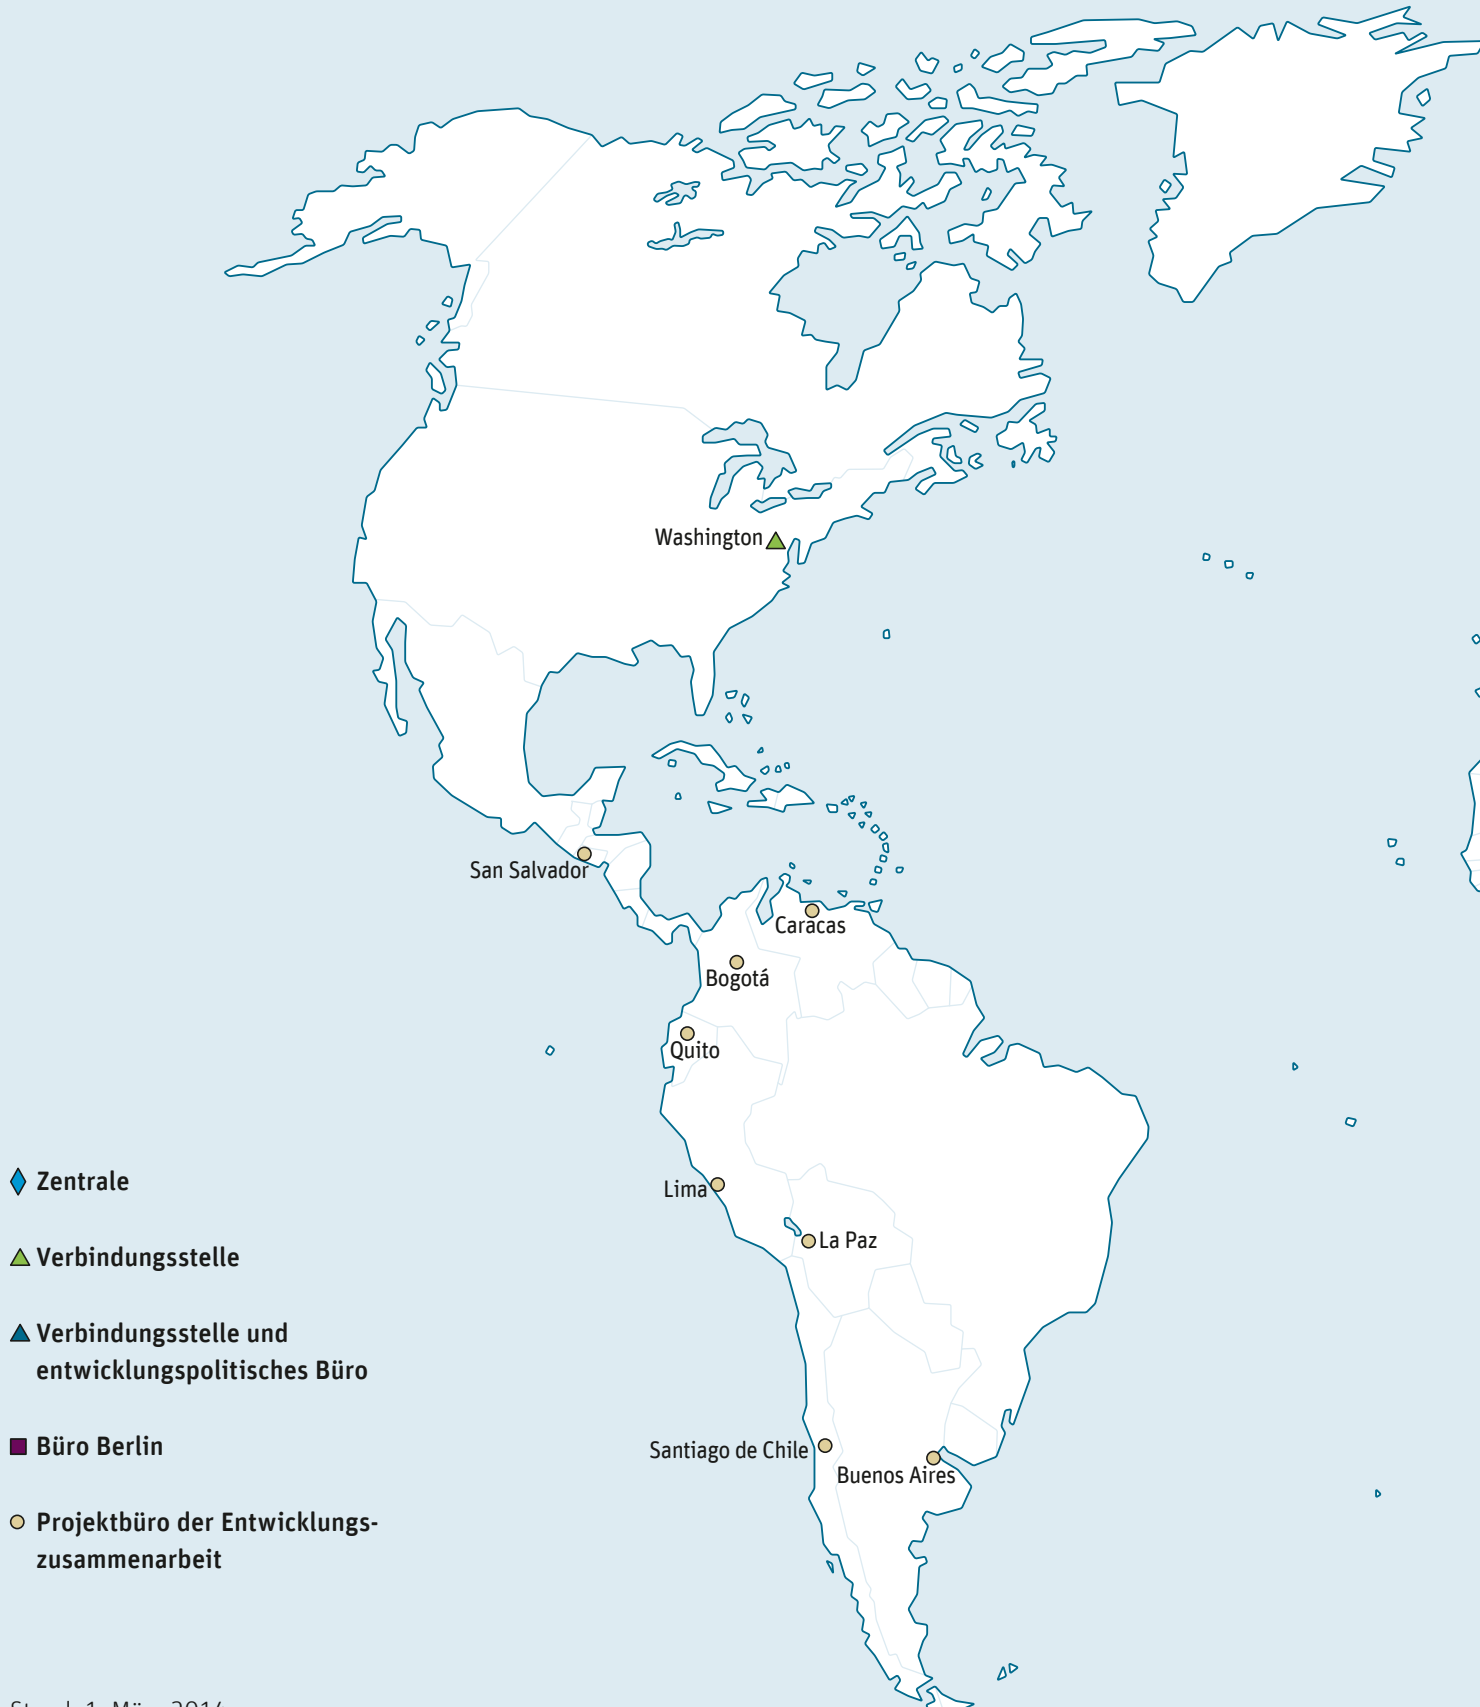 Washington
San Salvador
Caracas
Bogotá
Quito
Zentrale
Lima
La Paz
Verbindungsstelle
Verbindungsstelle und
entwicklungspolitisches Büro
Büro Berlin
Santiago de Chile
Buenos Aires
Projektbüro der Entwicklungs-
zusammenarbeit